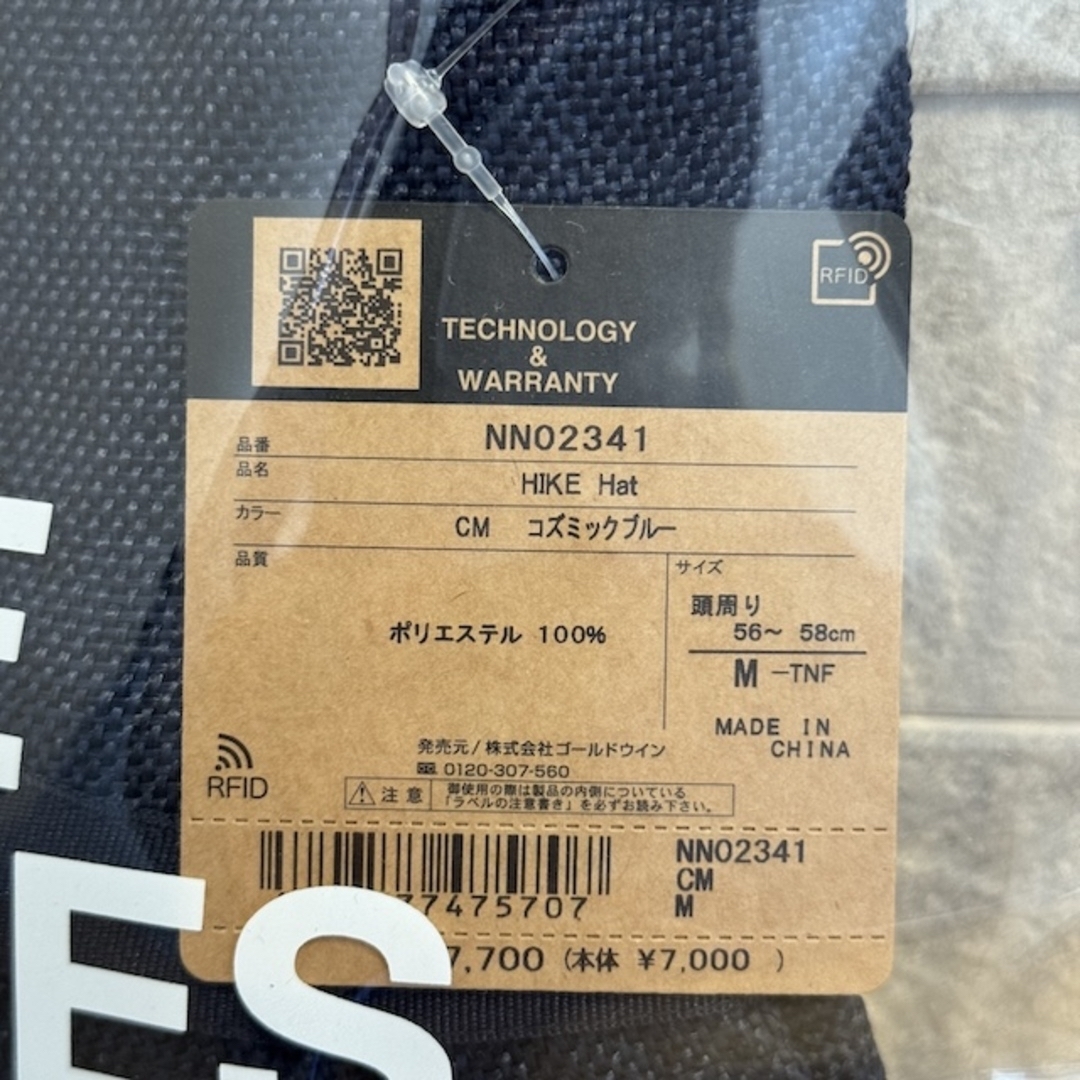 RFID
TECHNOLOGY
&
WARRANTY
品番 NN02341
品名 HIKE Hat
カラー CM コズミックブルー
品質
ポリエステル 100%
サイズ
頭周り
56～ 58cm
M -TNF
MADE IN
CHINA
RFID
発売元/株式会社ゴールドウイン
0120-307-560
注意
御使用の際は製品の内側についている
「ラベルの注意書き」を必ずお読み下さい。
77475707
NN02341
CM
M
7,700 (本体 ¥7,000 )
E
ES